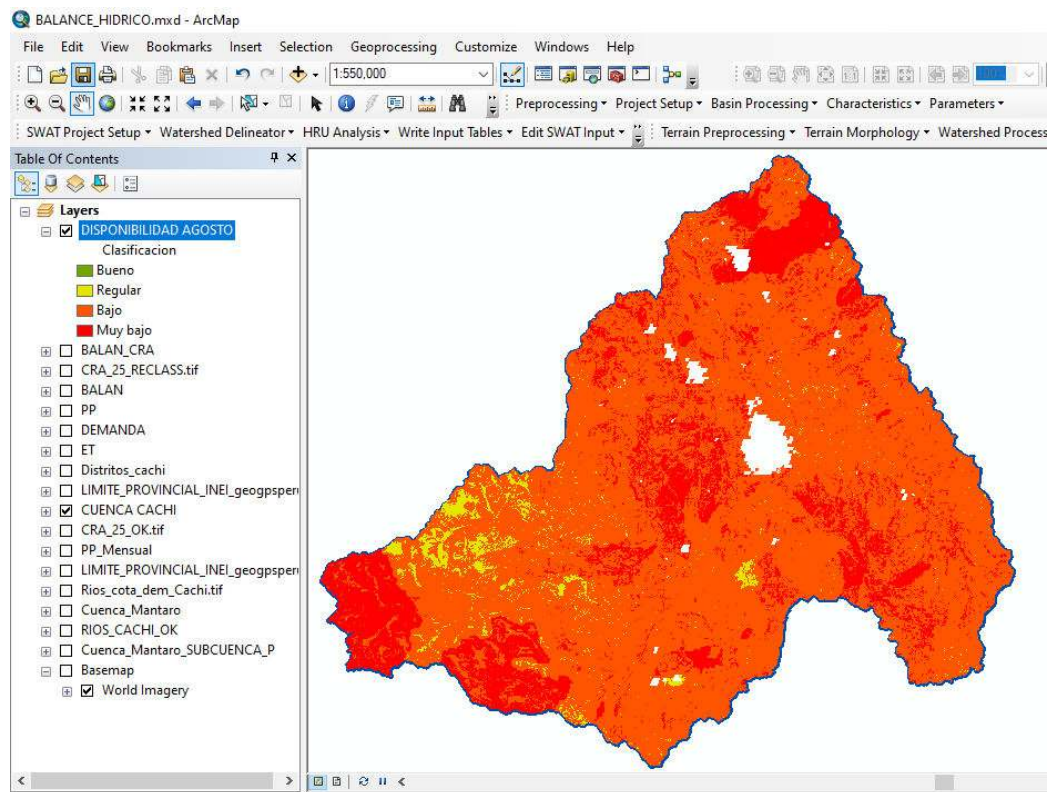 BALANCE_HIDRICO.mxd - ArcMap
File Edit View Bookmarks Insert Selection Geoprocessing Customize Windows Help
1:550,000 100%
Preprocessing Project Setup Basin Processing Characteristics Parameters
SWAT Project Setup Watershed Delineator HRU Analysis Write Input Tables Edit SWAT Input Terrain Preprocessing Terrain Morphology Watershed Process
Table Of Contents
Layers
DISPONIBILIDAD AGOSTO
Clasificacion
Bueno
Regular
Bajo
Muy bajo
BALAN_CRA
CRA_25_RECLASS.tif
BALAN
PP
DEMANDA
ET
Distritos_cachi
LIMITE_PROVINCIAL_INEI_geogpsper
CUENCA CACHI
CRA_25_OK.tif
PP_Mensual
LIMITE_PROVINCIAL_INEI_geogpsper
Rios_cota_dem_Cachi.tif
Cuenca_Mantaro
RIOS_CACHI_OK
Cuenca_Mantaro_SUBCUENCA_P
Basemap
World Imagery